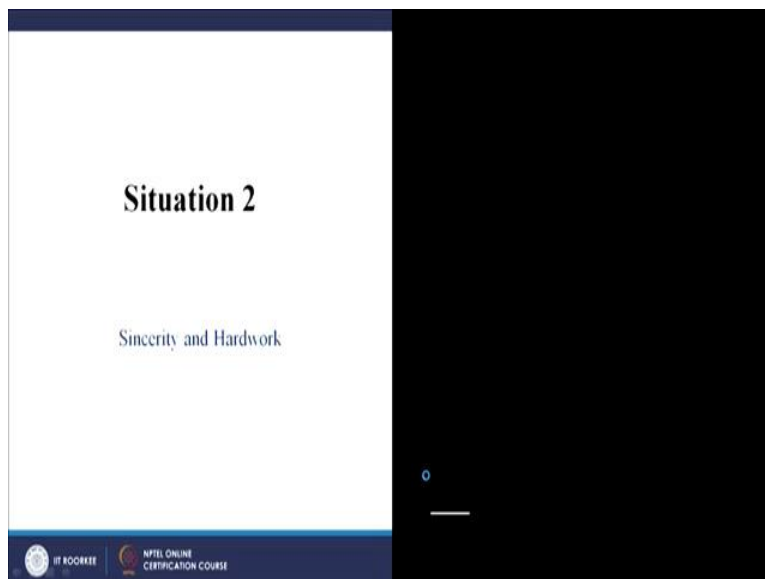 Situation 2
Sincerity and Hardwork
IIT ROORKEE
NPTEL ONLINE
CERTIFICATION COURSE